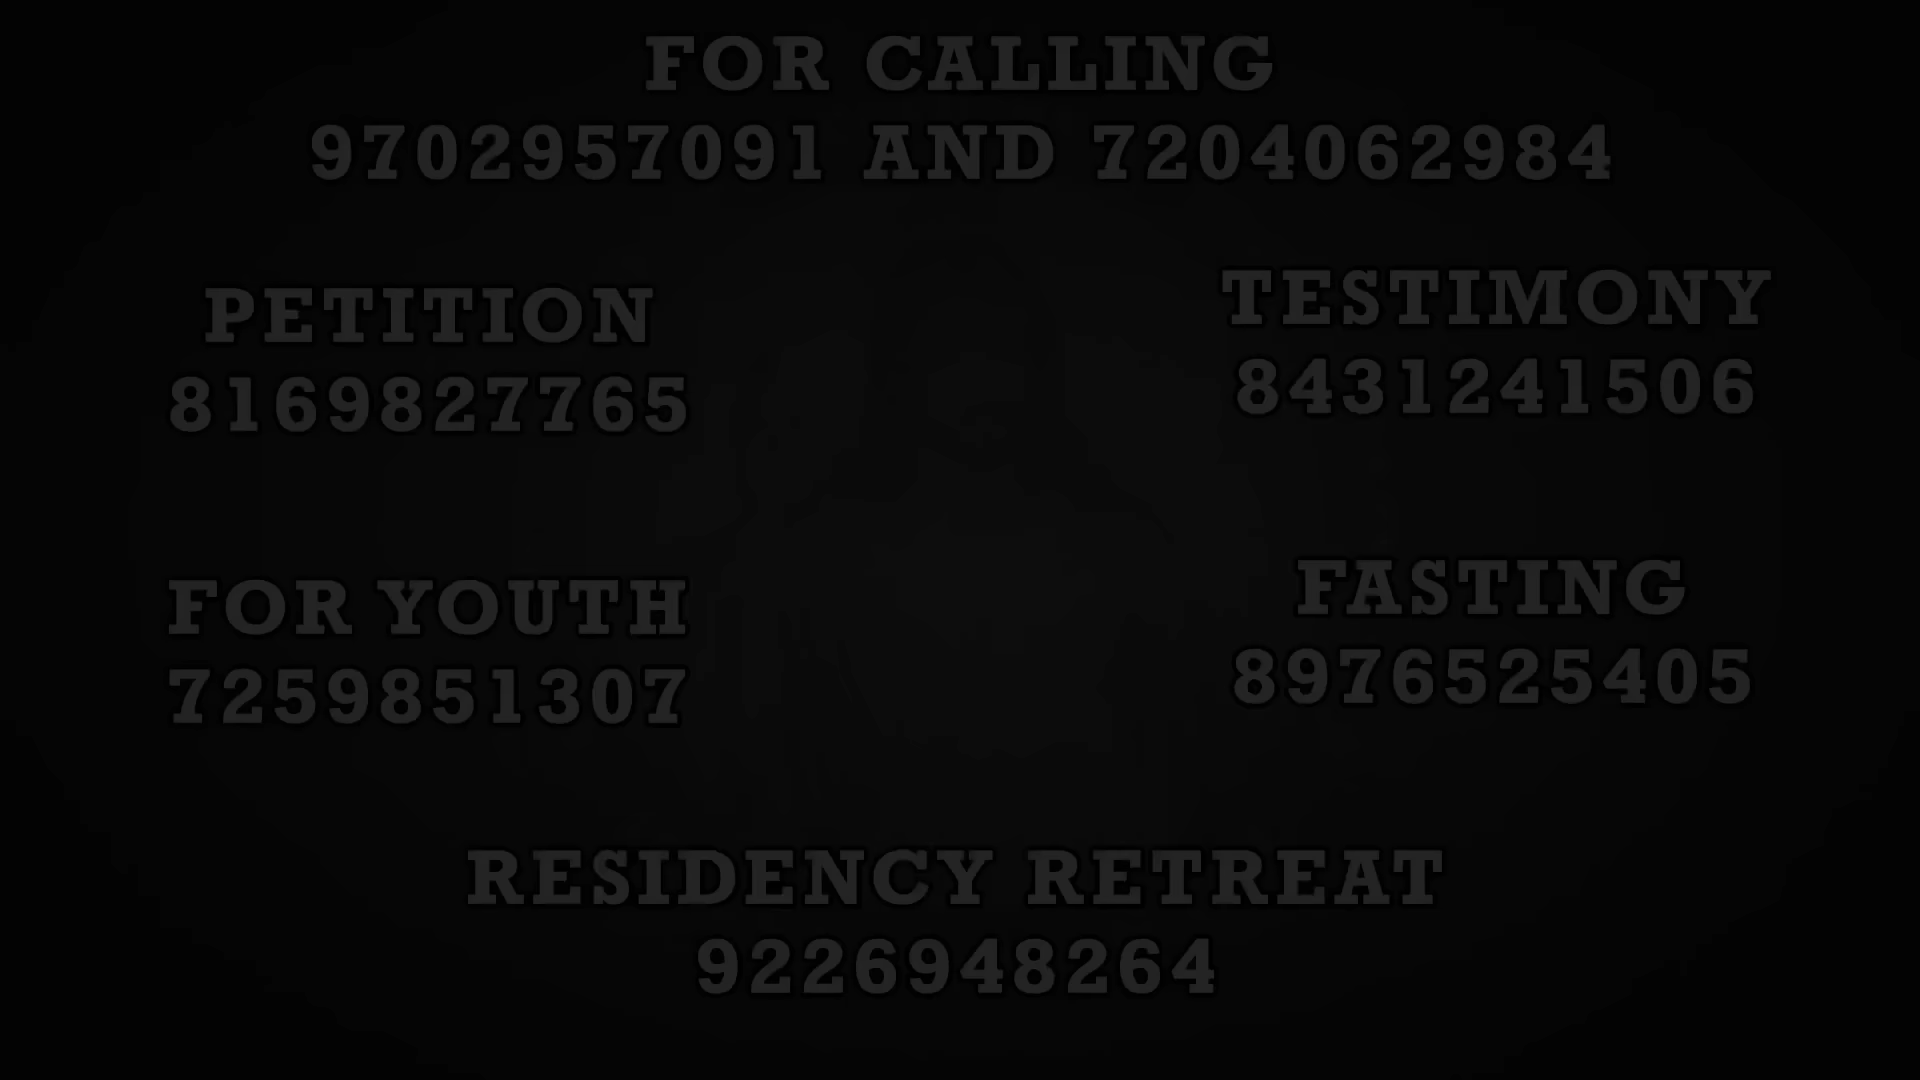 FOR CALLING
9702957091 AND 7204062984
PETITION
8169827765
TESTIMONY
8431241506
FOR YOUTH
7259851307
FASTING
8976525405
RESIDENCY RETREAT
9226948264